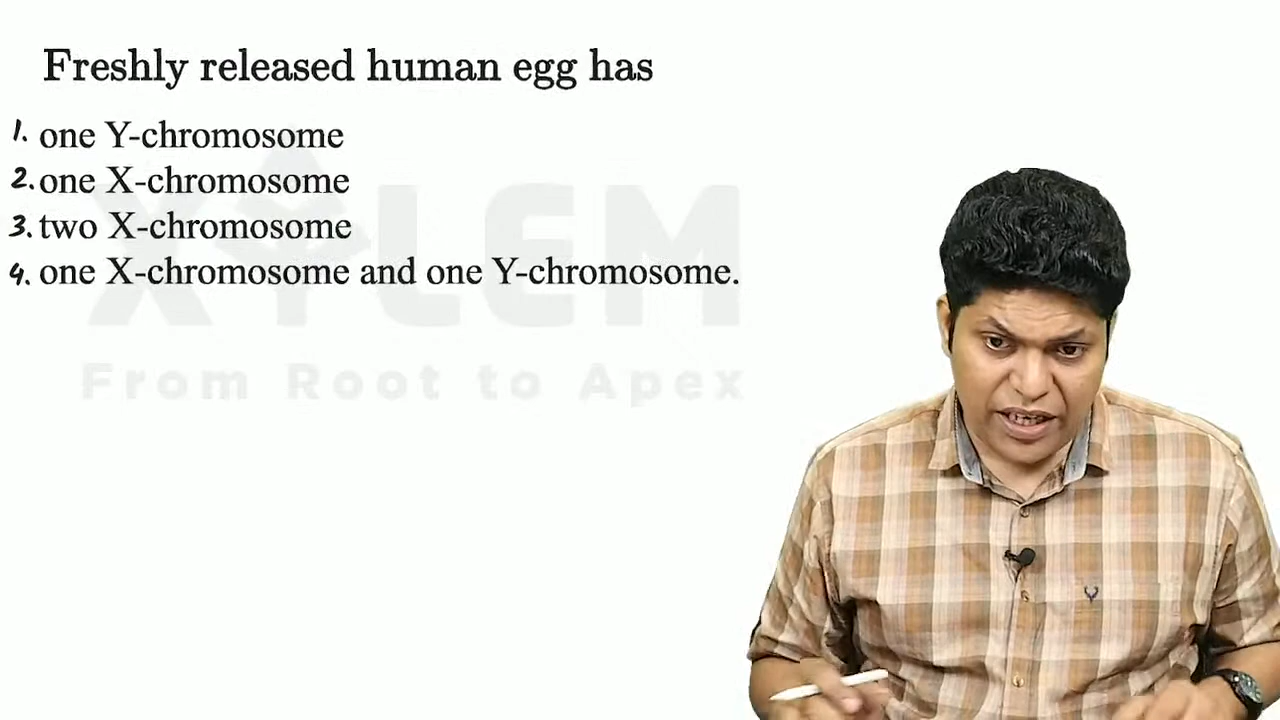 Freshly released human egg has
1. one Y-chromosome
2. one X-chromosome
3. two X-chromosome
4. one X-chromosome and one Y-chromosome.
XYLEM
From Root to Apex